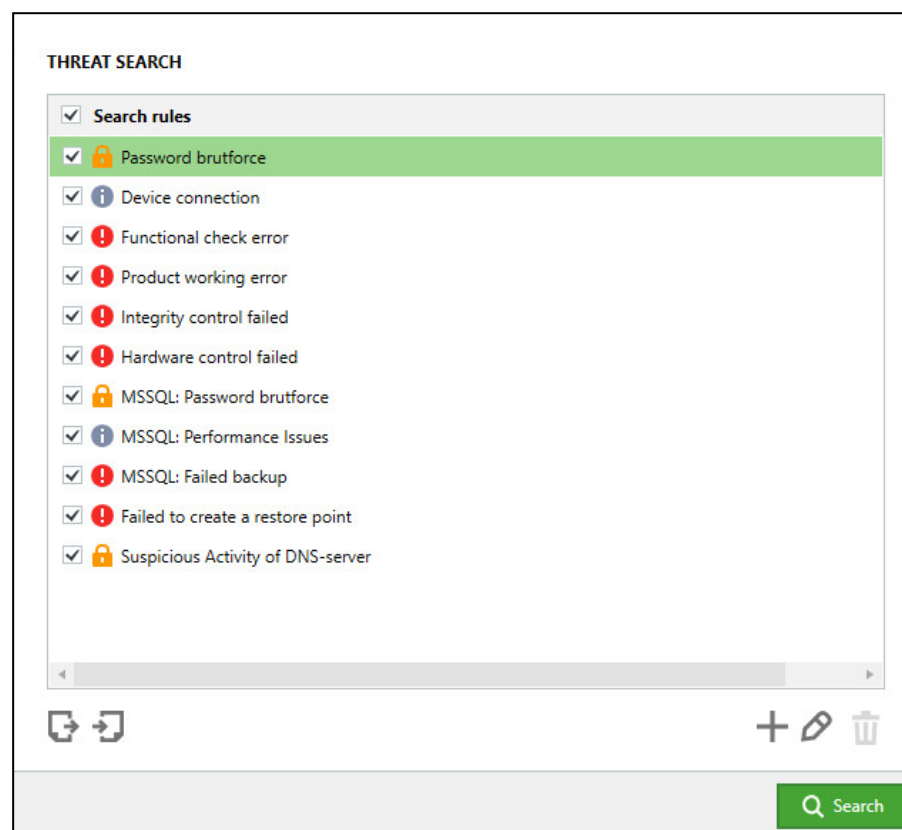 THREAT SEARCH
Search rules
Password brutforce
Device connection
Functional check error
Product working error
Integrity control failed
Hardware control failed
MSSQL: Password brutforce
MSSQL: Performance Issues
MSSQL: Failed backup
Failed to create a restore point
Suspicious Activity of DNS-server
Search